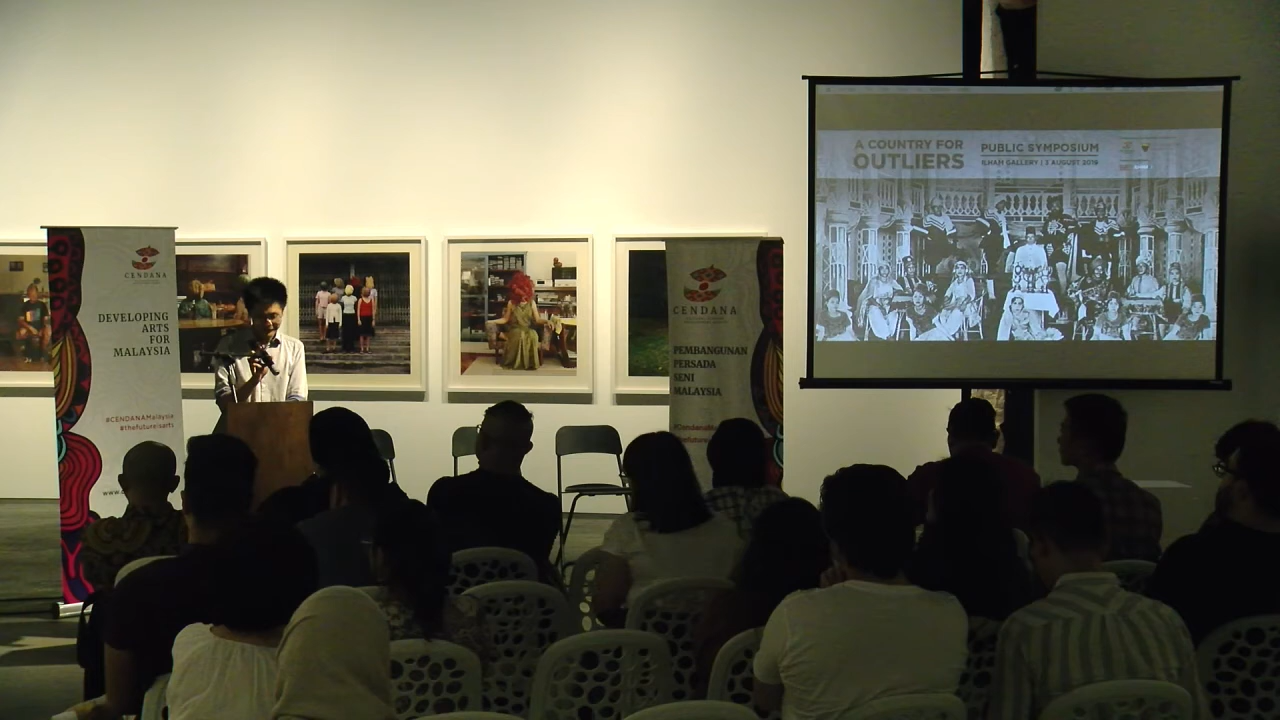 CENDANA
DEVELOPING
ARTS
FOR
MALAYSIA
#CENDANAMalaysia
#thefutureisarts
www.
CENDANA
PEMBANGUNAN
PERSADA
SENI
MALAYSIA
A COUNTRY FOR
OUTLIERS
PUBLIC SYMPOSIUM
ILHAM GALLERY | 3 AUGUST